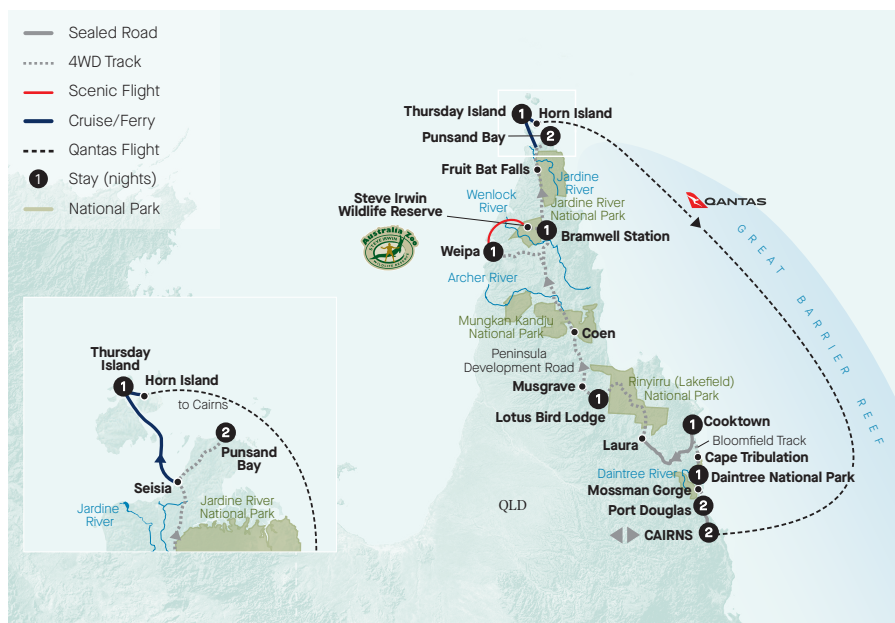 Sealed Road
4WD Track
Scenic Flight
Cruise/Ferry
Qantas Flight
1 Stay (nights)
National Park
Thursday Island
1
Horn Island
Punsand Bay
2
Fruit Bat Falls
Jardine
River
Wenlock
River
Jardine River
National Park
Steve Irwin
Wildlife Reserve
Australia Zoo
STEVE IRWIN
WILDLIFE RESERVE
1
Bramwell Station
Weipa
1
Archer River
QANTAS
GREAT BARRIER REEF
Mungkan Kandju
National Park
Coen
Peninsula
Development Road
Musgrave
Rinyirru (Lakefield)
National Park
1
Lotus Bird Lodge
1
Cooktown
Laura
Bloomfield Track
Cape Tribulation
Daintree River
1
Daintree National Park
Mossman Gorge
Port Douglas
2
QLD
CAIRNS
2
Thursday
Island
1
Horn Island
to Cairns
2
Punsand
Bay
Seisia
Jardine
River
Jardine River
National Park